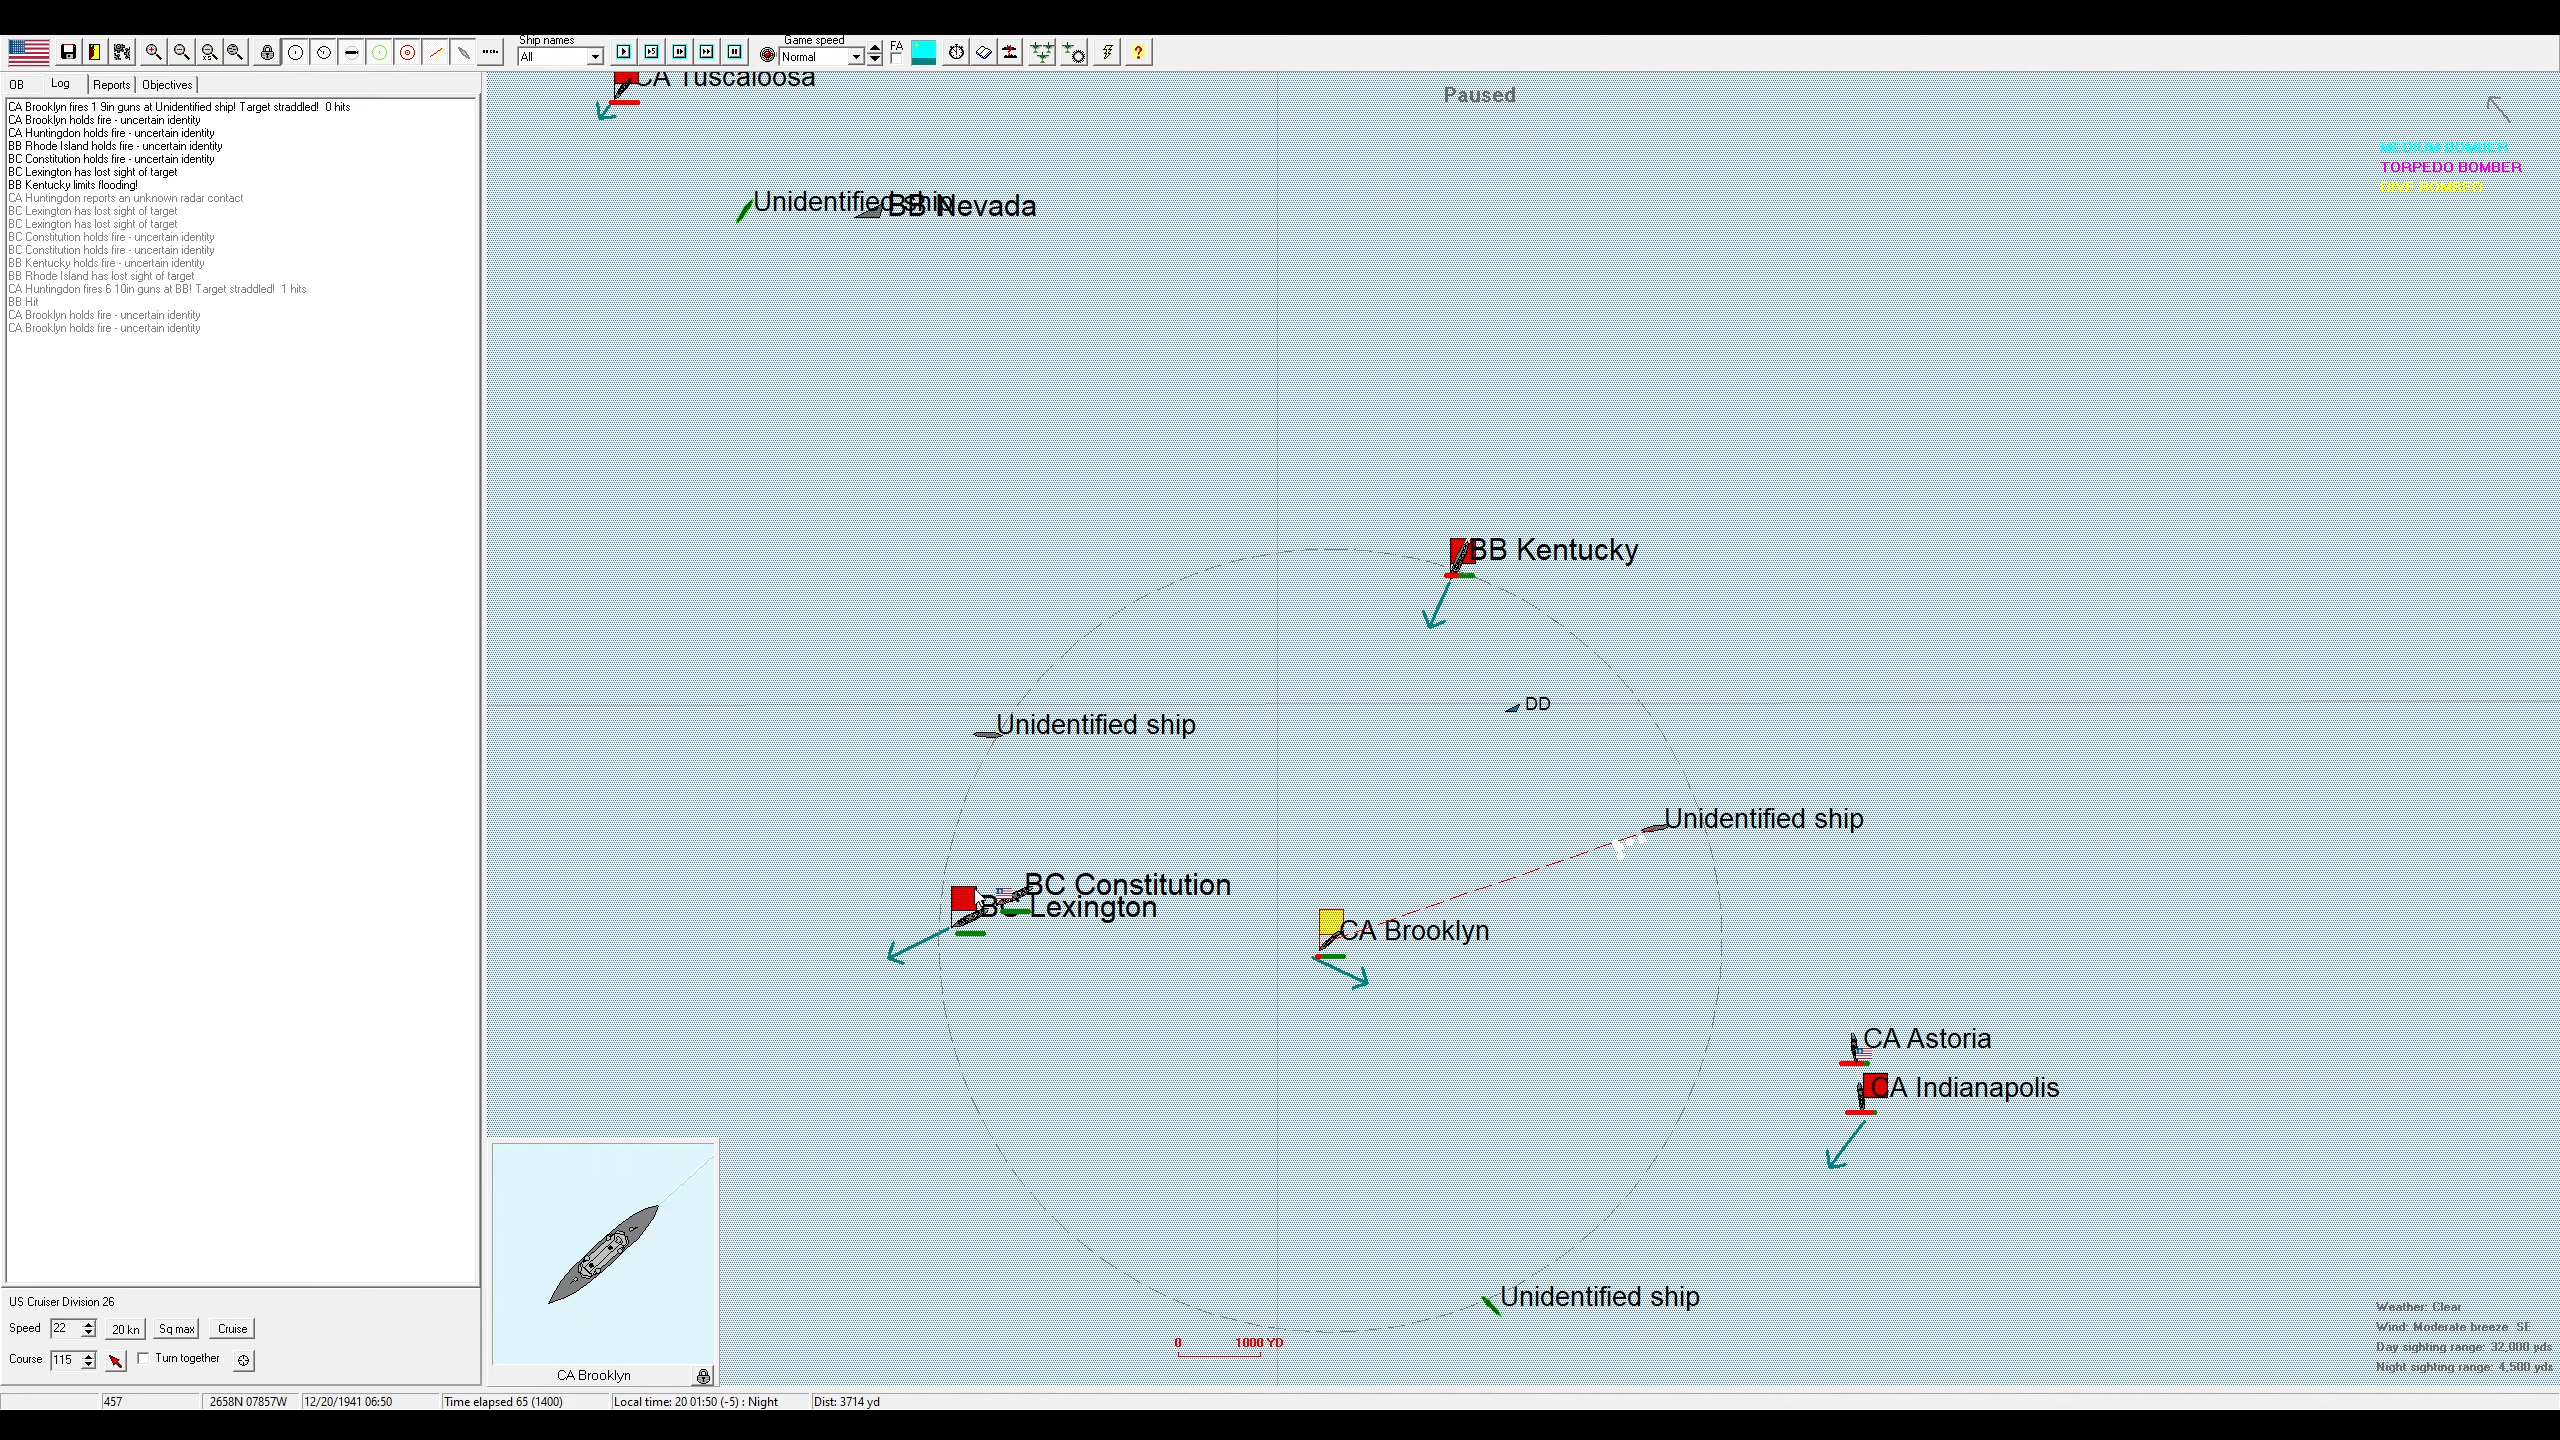 Ship names
All
Game speed
Normal
FA
OB
Log
Reports
Objectives
CA Brooklyn fires 1 9in guns at Unidentified ship! Target straddled!  0 hits
CA Brooklyn holds fire - uncertain identity
CA Huntingdon holds fire - uncertain identity
BB Rhode Island holds fire - uncertain identity
BC Constitution holds fire - uncertain identity
BC Lexington has lost sight of target
BB Kentucky limits flooding!
CA Huntingdon reports an unknown radar contact
BC Lexington has lost sight of target
BC Lexington has lost sight of target
BC Constitution holds fire - uncertain identity
BC Constitution holds fire - uncertain identity
BB Kentucky holds fire - uncertain identity
BB Rhode Island has lost sight of target
CA Huntingdon fires 6 10in guns at BB! Target straddled!  1 hits
BB Hit
CA Brooklyn holds fire - uncertain identity
CA Brooklyn holds fire - uncertain identity
CA Tuscaloosa
Paused
MEDIUM BOMBER
TORPEDO BOMBER
DIVE BOMBER
Unidentified ship
BB Nevada
BB Kentucky
DD
Unidentified ship
Unidentified ship
BC Constitution
BC Lexington
CA Brooklyn
CA Astoria
CA Indianapolis
Unidentified ship
0 1000 YD
Weather: Clear
Wind: Moderate breeze  SE
Day sighting range: 32,000 yds
Night sighting range: 4,500 yds
US Cruiser Division 26
Speed 22 20 kn Sq max Cruise
Course 115 Turn together
CA Brooklyn
457 2658N 07857W 12/20/1941 06:50 Time elapsed 65 (1400) Local time: 20 01:50 (-5) : Night Dist: 3714 yd